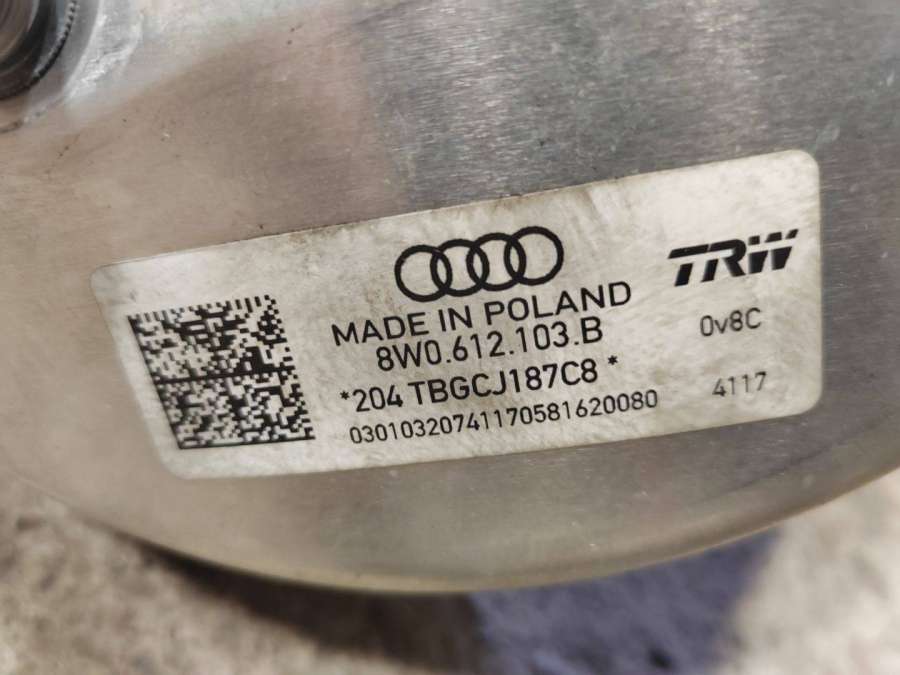 TRW
MADE IN POLAND
8W0.612.103.B
0v8C
*204 TBGCJ187C8 *
4117
03010320741170581620080